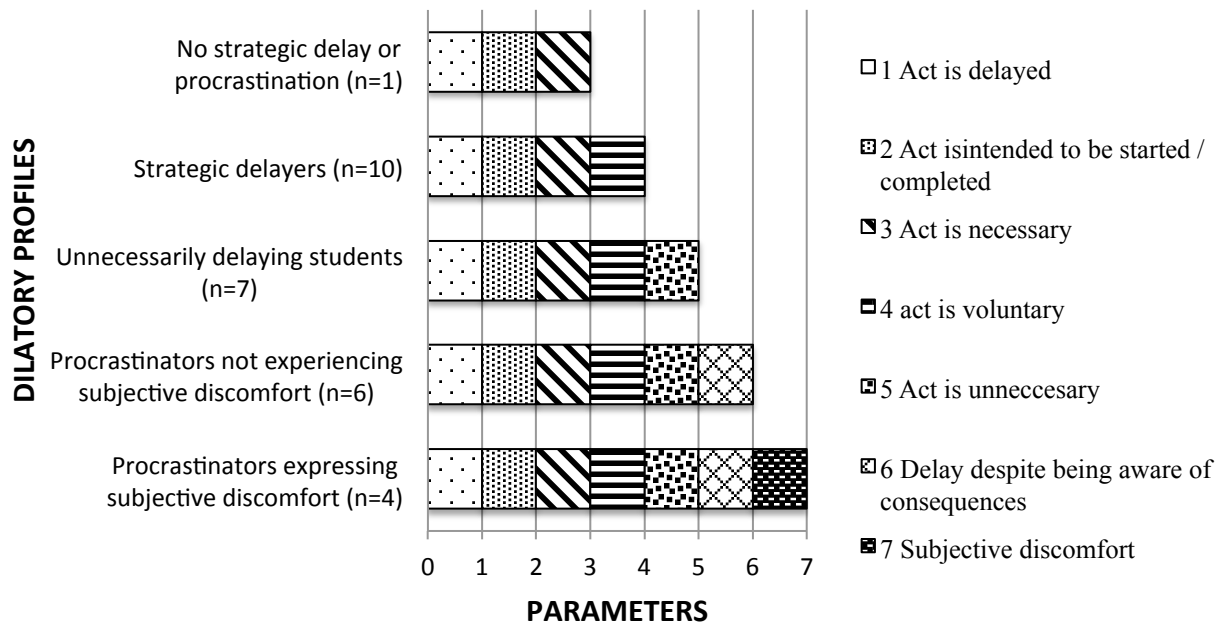 DILATORY PROFILES
No strategic delay or
procrastination (n=1)
Strategic delayers (n=10)
Unnecessarily delaying students
(n=7)
Procrastinators not experiencing
subjective discomfort (n=6)
Procrastinators expressing
subjective discomfort (n=4)
0 1 2 3 4 5 6 7
PARAMETERS
1 Act is delayed
2 Act isintended to be started /
completed
3 Act is necessary
4 act is voluntary
5 Act is unneccesary
6 Delay despite being aware of
consequences
7 Subjective discomfort